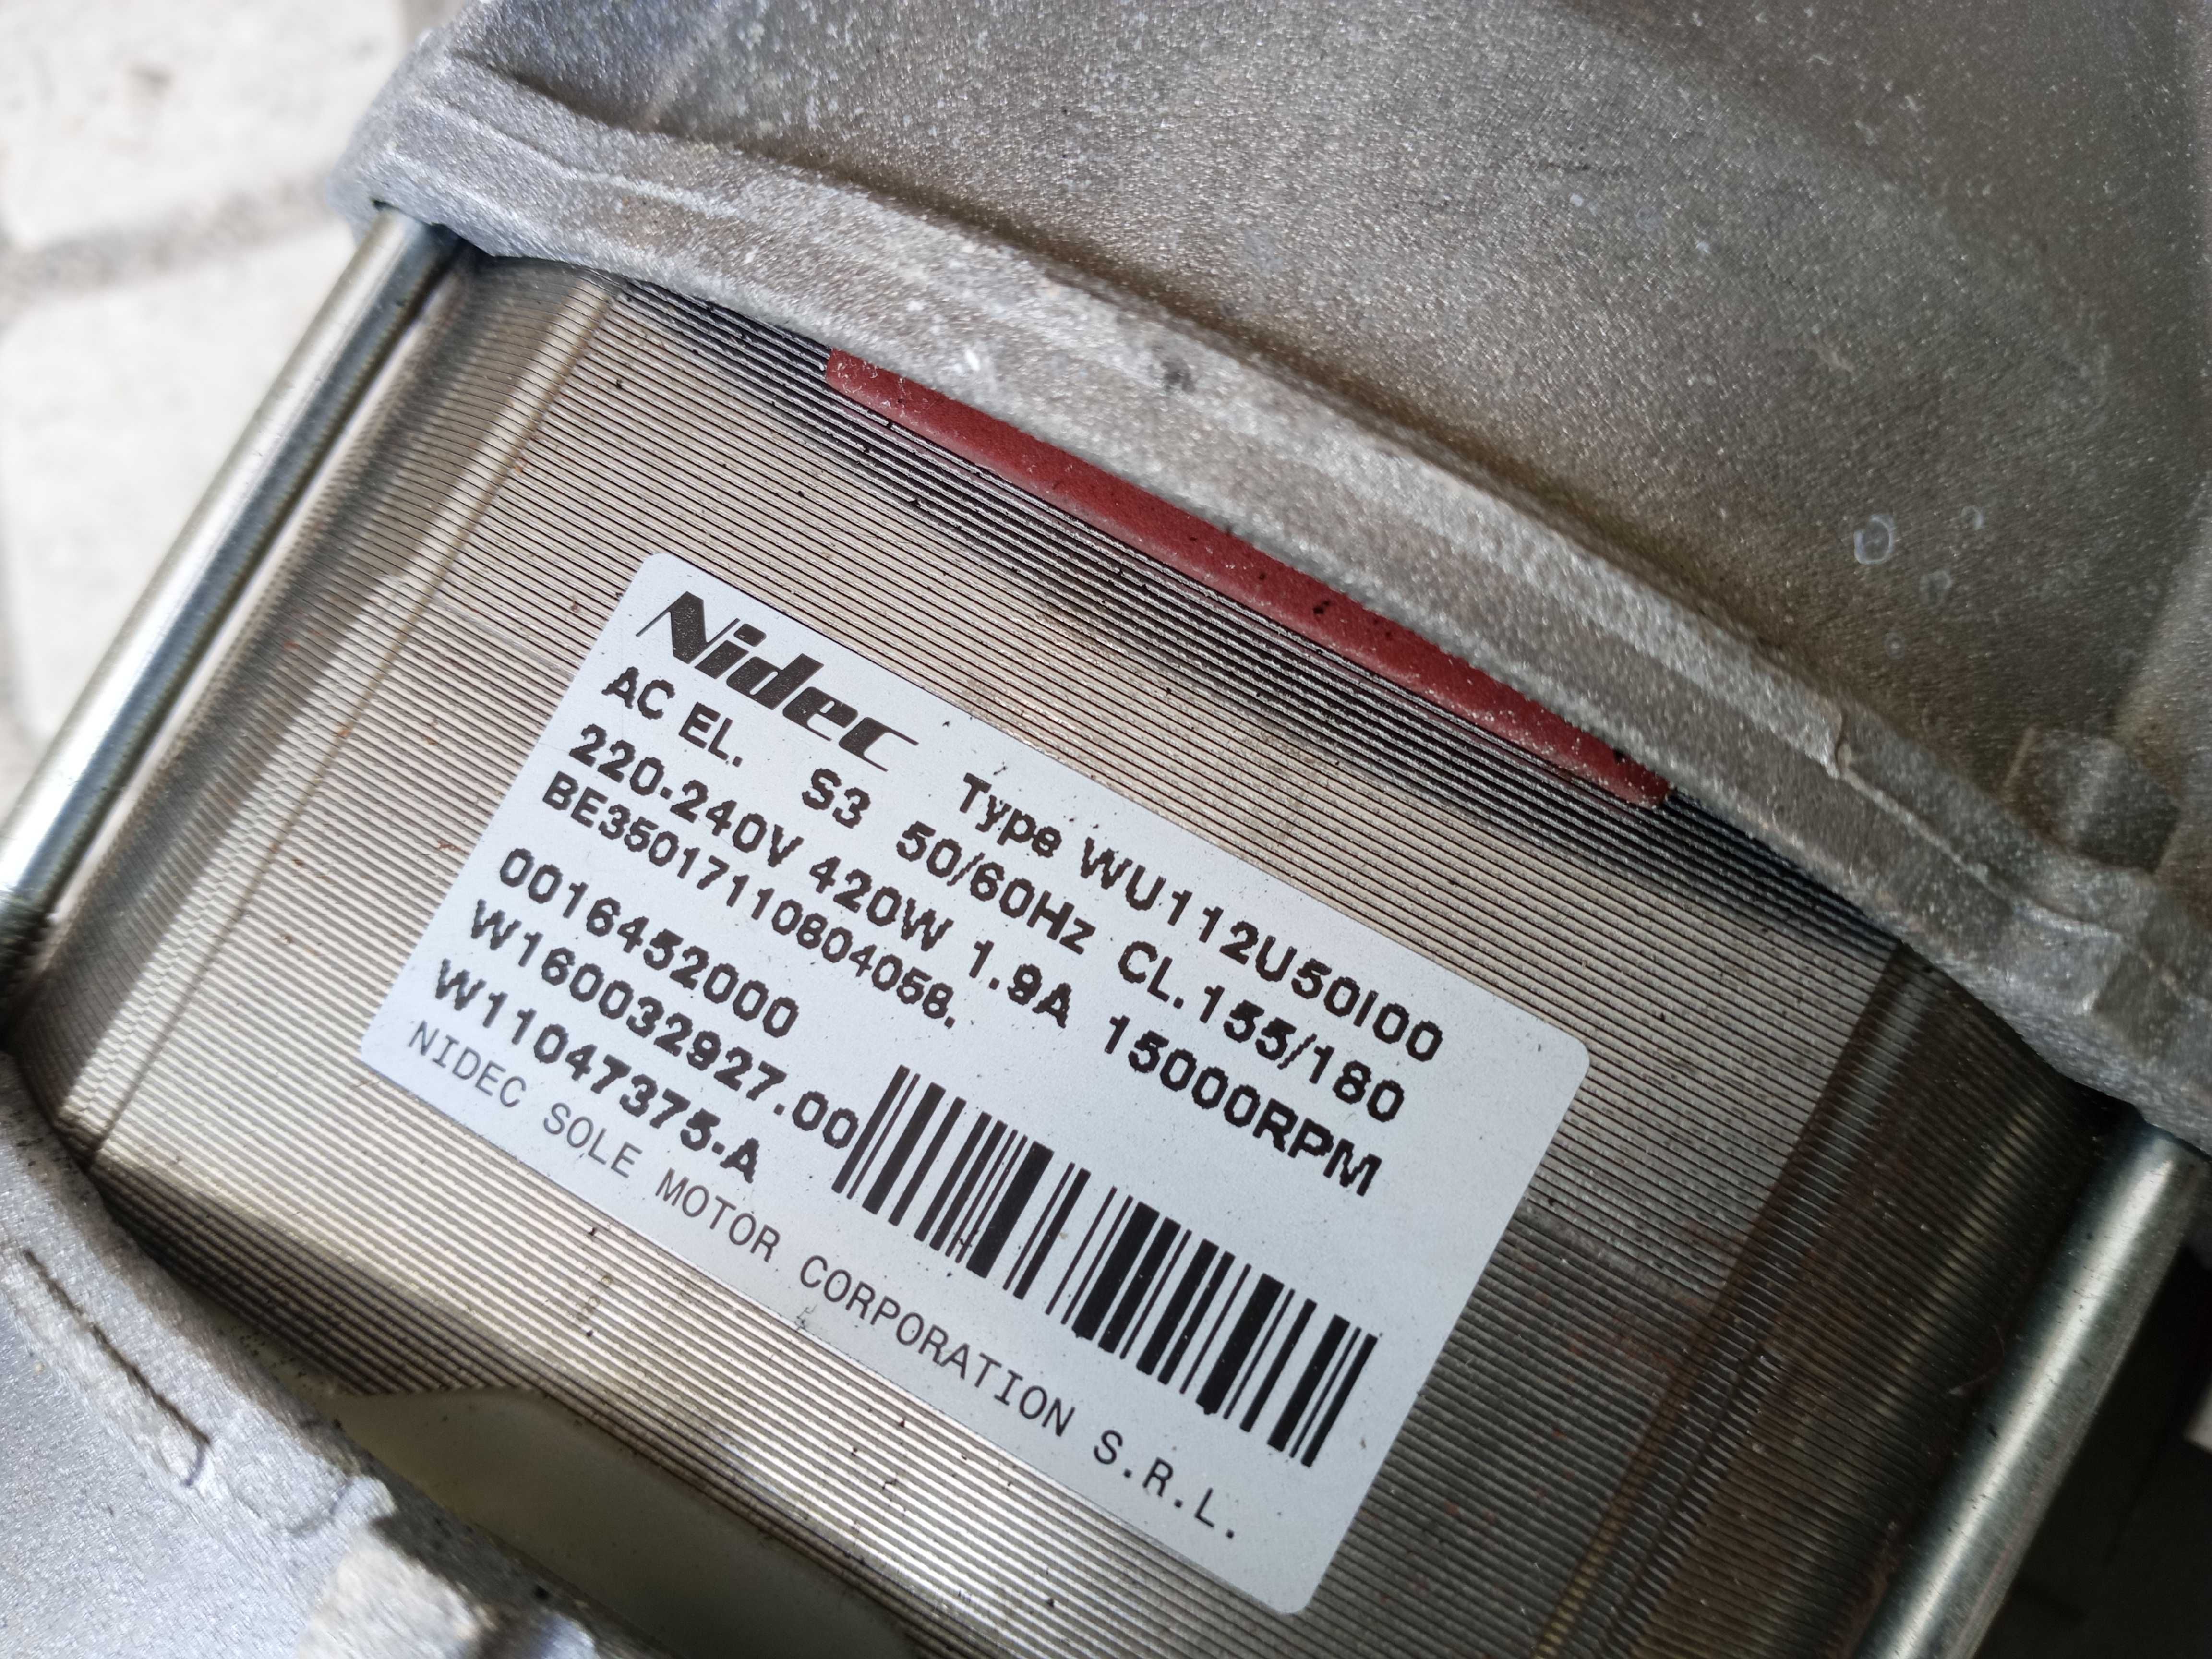 Nidec Type WU112U50I00
AC EL. S3 50/60Hz CL.155/180
220-240V 420W 1.9A 15000RPM
BE35017110604058.
0016452000
W160032927.00
W11047375-A
NIDEC SOLE MOTOR CORPORATION S.R.L.